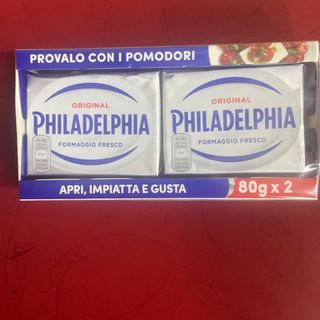 PROVALO CON I POMODORI
ORIGINAL
PHILADELPHIA
FORMAGGIO FRESCO
ORIGINAL
PHILADELPHIA
FORMAGGIO FRESCO
APRI, IMPIATTA E GUSTA
80g x 2